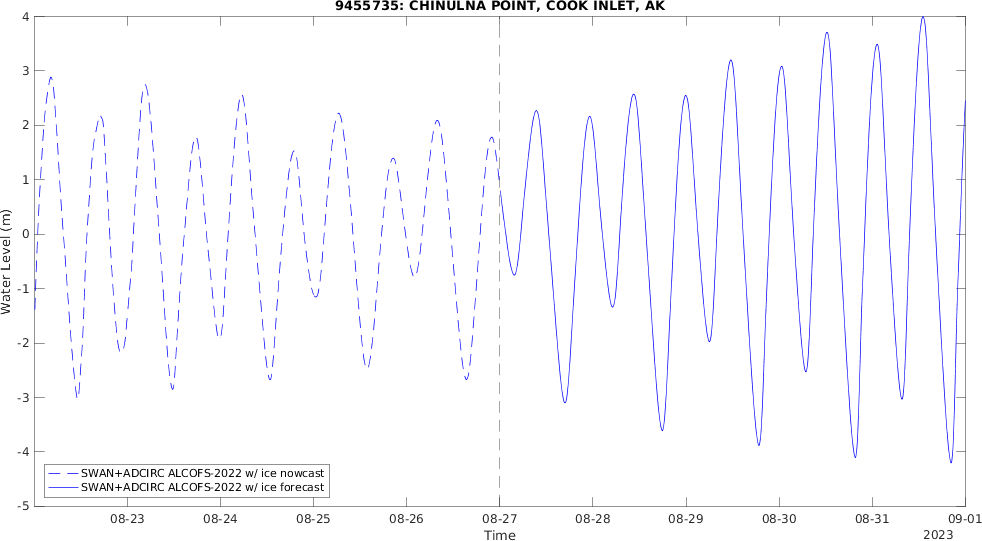 9455735: CHINULNA POINT, COOK INLET, AK
4
3
2
1
0
-1
-2
-3
-4
-5
Water Level (m)
SWAN+ADCIRC ALCOFS-2022 w/ ice nowcast
SWAN+ADCIRC ALCOFS-2022 w/ ice forecast
08-23 08-24 08-25 08-26 08-27 08-28 08-29 08-30 08-31 09-01
Time 2023